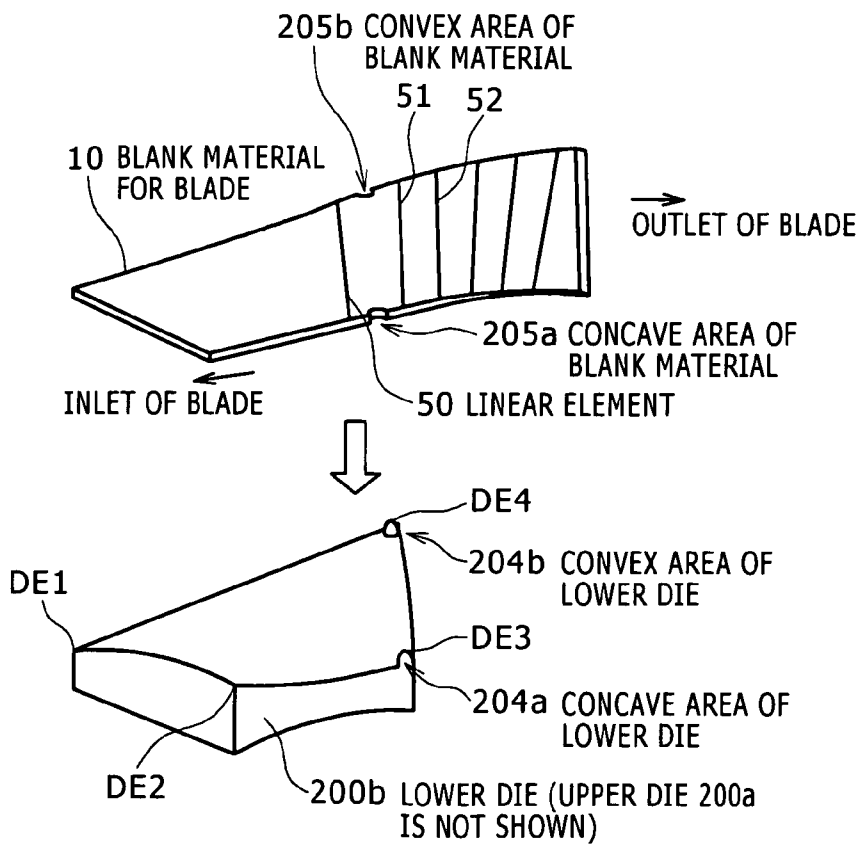 205b CONVEX AREA OF
BLANK MATERIAL
51 52
10 BLANK MATERIAL
FOR BLADE
OUTLET OF BLADE
205a CONCAVE AREA OF
BLANK MATERIAL
INLET OF BLADE
50 LINEAR ELEMENT
DE4
204b CONVEX AREA OF
LOWER DIE
DE1
DE3
204a CONCAVE AREA OF
LOWER DIE
DE2
200b LOWER DIE (UPPER DIE 200a
IS NOT SHOWN)